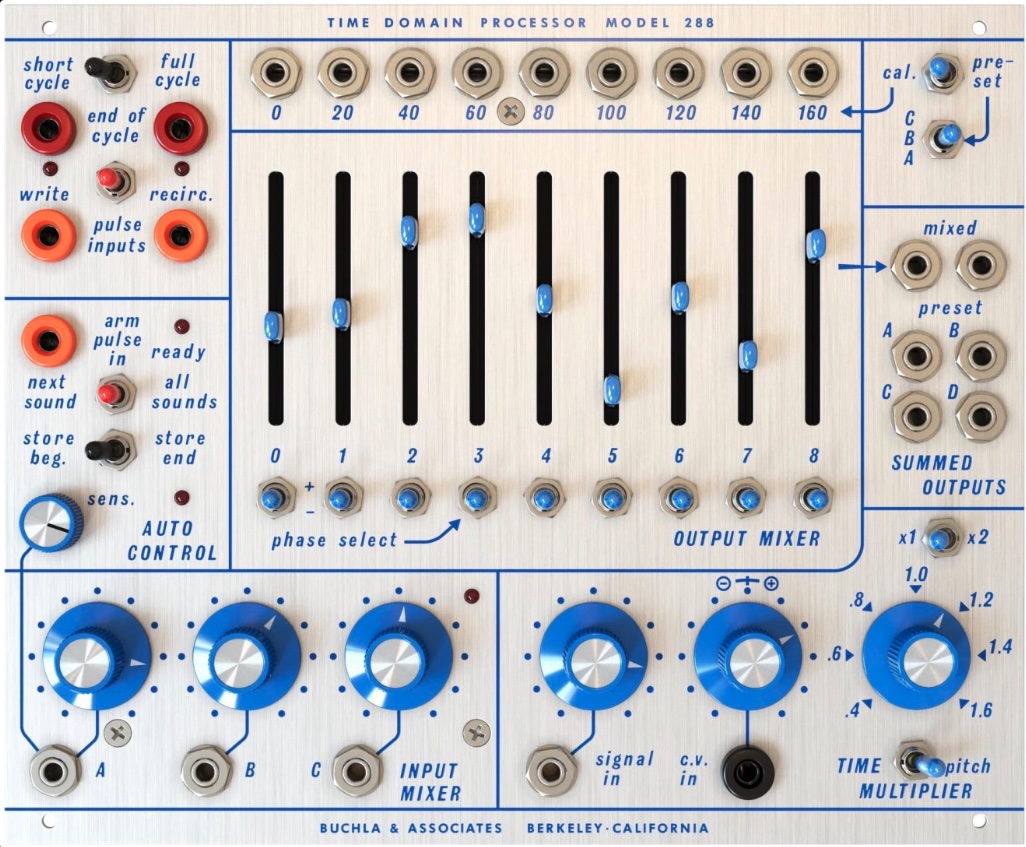 TIME DOMAIN PROCESSOR MODEL 288
short cycle
full cycle
end of cycle
write
recirc.
pulse inputs
0 20 40 60 80 100 120 140 160
cal.
pre-
set
C
B
A
arm pulse in
ready
next sound
all sounds
store beg.
store end
sens.
AUTO CONTROL
0 1 2 3 4 5 6 7 8
+
−
phase select
OUTPUT MIXER
mixed
preset
A B
C D
SUMMED
OUTPUTS
x1 x2
A
B
C
INPUT
MIXER
⊖ + ⊕
signal in
c.v. in
.4 .6 .8 1.0 1.2 1.4 1.6
TIME pitch
MULTIPLIER
BUCHLA & ASSOCIATES BERKELEY·CALIFORNIA